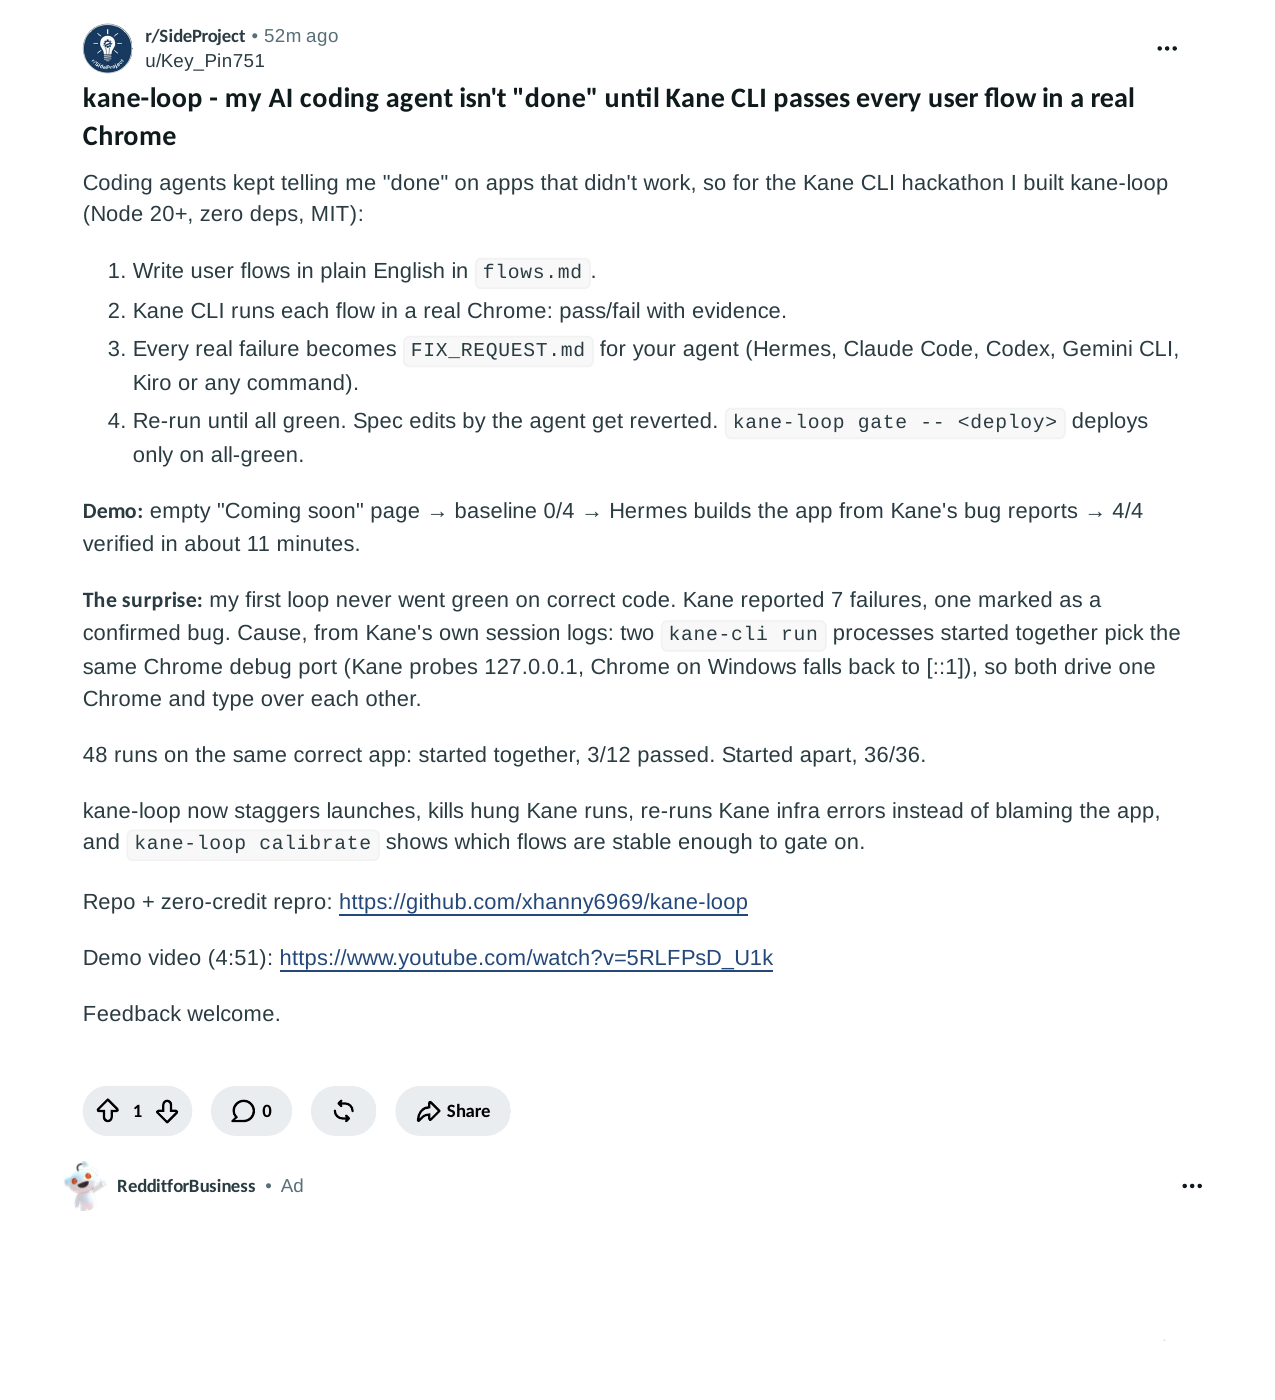 r/SideProject • 52m ago
u/Key_Pin751
kane-loop - my AI coding agent isn't "done" until Kane CLI passes every user flow in a real
Chrome
Coding agents kept telling me "done" on apps that didn't work, so for the Kane CLI hackathon I built kane-loop
(Node 20+, zero deps, MIT):
1. Write user flows in plain English in flows.md.
2. Kane CLI runs each flow in a real Chrome: pass/fail with evidence.
3. Every real failure becomes FIX_REQUEST.md for your agent (Hermes, Claude Code, Codex, Gemini CLI,
Kiro or any command).
4. Re-run until all green. Spec edits by the agent get reverted. kane-loop gate -- <deploy> deploys
only on all-green.
Demo: empty "Coming soon" page → baseline 0/4 → Hermes builds the app from Kane's bug reports → 4/4
verified in about 11 minutes.
The surprise: my first loop never went green on correct code. Kane reported 7 failures, one marked as a
confirmed bug. Cause, from Kane's own session logs: two kane-cli run processes started together pick the
same Chrome debug port (Kane probes 127.0.0.1, Chrome on Windows falls back to [::1]), so both drive one
Chrome and type over each other.
48 runs on the same correct app: started together, 3/12 passed. Started apart, 36/36.
kane-loop now staggers launches, kills hung Kane runs, re-runs Kane infra errors instead of blaming the app,
and kane-loop calibrate shows which flows are stable enough to gate on.
Repo + zero-credit repro: https://github.com/xhanny6969/kane-loop
Demo video (4:51): https://www.youtube.com/watch?v=5RLFPsD_U1k
Feedback welcome.
1 0 Share
RedditforBusiness • Ad